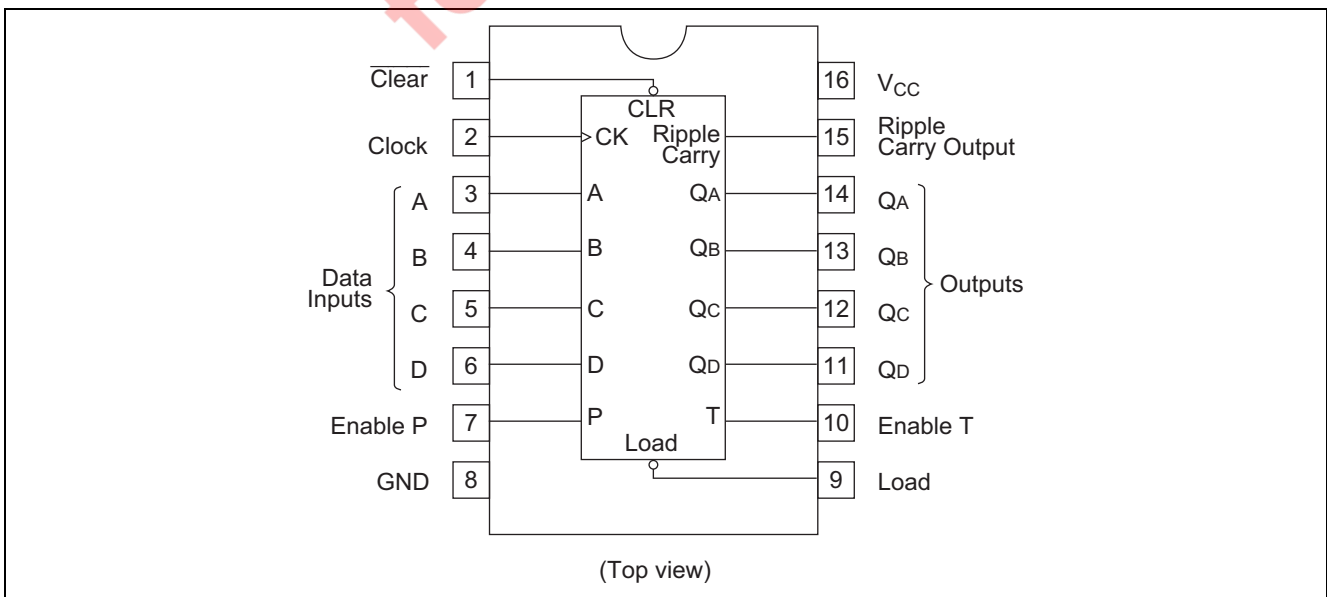 Clear 1 16 VCC
CLR
Clock 2 CK Ripple Carry 15 Ripple Carry Output
A 3 A QA 14 QA
B 4 B QB 13 QB
Data Inputs
Outputs
C 5 C QC 12 QC
D 6 D QD 11 QD
Enable P 7 P T 10 Enable T
Load
GND 8 9 Load
(Top view)